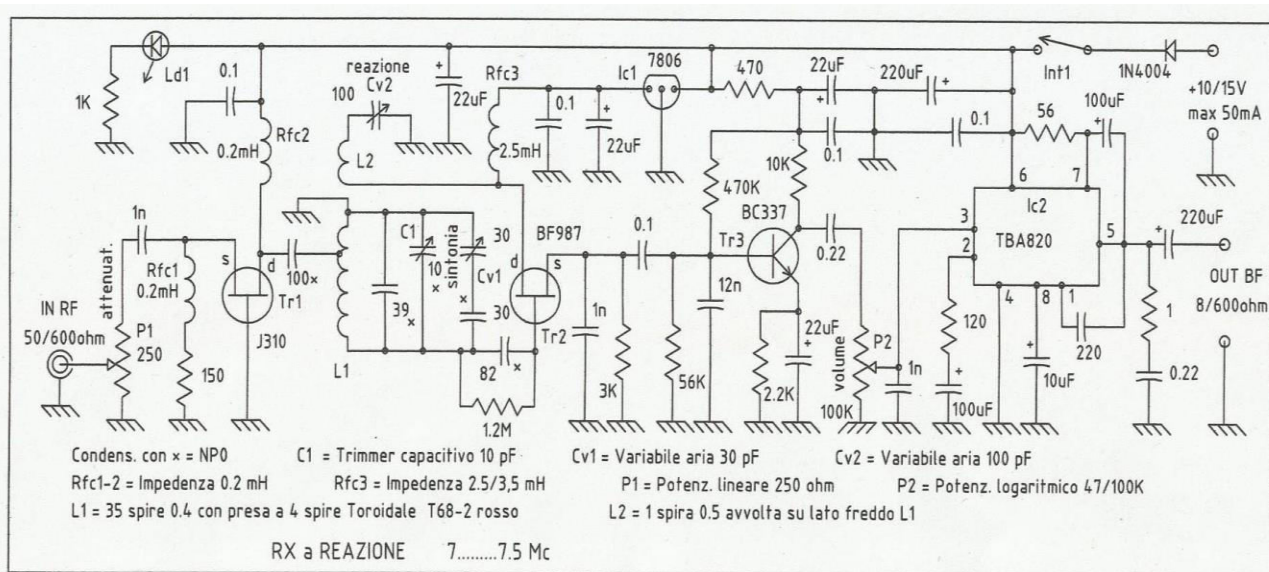 Ld1
1K
0.1
Rfc2
0.2mH
reazione
Cv2
100
+
22uF
L2
Rfc3
2.5mH
0.1
+
22uF
Ic1
7806
470
22uF
+
220uF
+
0.1
10K
0.1
470K
Int1
1N4004
+10/15V
max 50mA
56
100uF
+
6
7
Ic2
TBA820
3
2
5
4
8
1
+
220uF
OUT BF
8/600ohm
1
0.22
220
+
10uF
120
+
100uF
1n
P2
volume
100K
0.22
BC337
Tr3
22uF
+
2.2K
12n
56K
0.1
3K
1n
BF987
d
s
Tr2
82
×
1.2M
30
Cv1
30
×
sintonia
C1
10
×
39×
L1
100×
s
d
Tr1
J310
1n
Rfc1
0.2mH
150
attenuat.
P1
250
IN RF
50/600ohm
Condens. con × = NP0
C1 = Trimmer capacitivo 10 pF
Cv1 = Variabile aria 30 pF
Cv2 = Variabile aria 100 pF
Rfc1-2 = Impedenza 0.2 mH
Rfc3 = Impedenza 2.5/3,5 mH
P1 = Potenz. lineare 250 ohm
P2 = Potenz. logaritmico 47/100K
L1 = 35 spire 0.4 con presa a 4 spire Toroidale T68-2 rosso
L2 = 1 spira 0.5 avvolta su lato freddo L1
RX a REAZIONE 7.........7.5 Mc